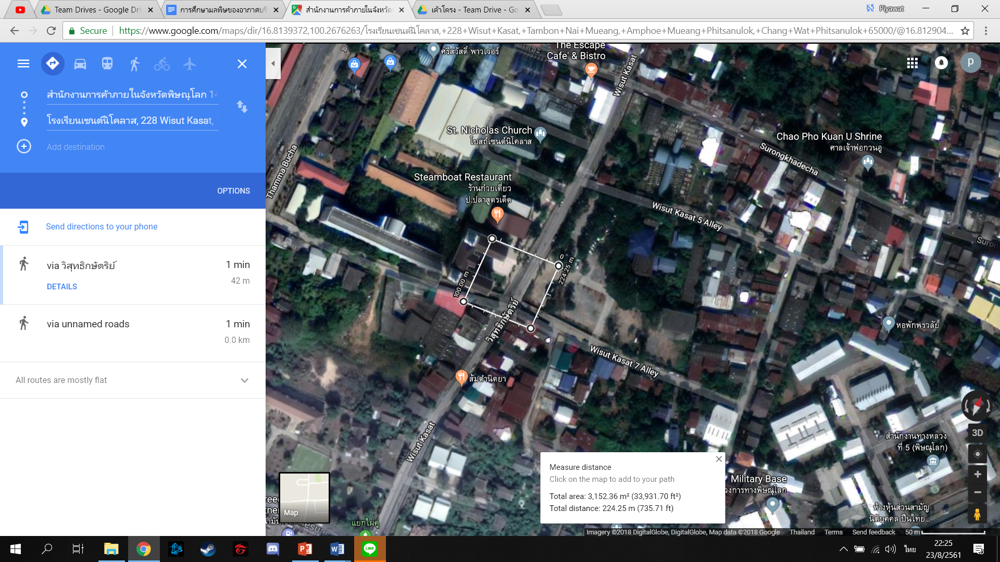 Team Drives - Google Dri
การศึกษามลพิษของอากาศบริ
สำนักงานการค้าภายในจังหวัด
เค้าโครง - Team Drive - Go
Piyawat
Secure
https://www.google.com/maps/dir/16.8139372,100.2676263/โรงเรียนเซนต์นิโคลาส,+228+Wisut+Kasat,+Tambon+Nai+Mueang,+Amphoe+Mueang+Phitsanulok,+Chang+Wat+Phitsanulok+65000/@16.812904...
สำนักงานการค้าภายในจังหวัดพิษณุโลก 14
โรงเรียนเซนต์นิโคลาส, 228 Wisut Kasat,
Add destination
OPTIONS
Send directions to your phone
via วิสุทธิกษัตริย์
1 min
42 m
DETAILS
via unnamed roads
1 min
0.0 km
All routes are mostly flat
ศรีสวัสดิ์ พาวเวอร์
The Escape
Cafe' & Bistro
Wisut Kasat
p
St. Nicholas Church
โบสถ์เซนต์นิโคลาส
Chao Pho Kuan U Shrine
ศาลเจ้าพ่อกวนอู
Surongkhadecha
Thamma Bucha
Steamboat Restaurant
ร้านก๋วยเตี๋ยว
ป.ปลาสูตรเด็ด
Wisut Kasat 5 Alley
Suron
0
224.25 m
100.00 m
วิสุทธิกษัตริย์
หอพักพรวลัย
Wisut Kasat 7 Alley
ส้มตำนิตยา
Wisut Kasat
3D
สำนักงานทางหลวง
ที่ 5 (พิษณุโลก)
Measure distance
Click on the map to add to your path
Total area: 3,152.36 m² (33,931.70 ft²)
Total distance: 224.25 m (735.71 ft)
Military Base
วงการทางพิษณุโลก
ห้างหุ้นส่วนสามัญ
นิติบุคคล ปืนไทย...
Map
แยกไผ่คู่
Imagery ©2018 DigitalGlobe, DigitalGlobe, Map data ©2018 Google
Thailand
Terms
Send feedback
50 m
LINE
ไทย
22:25
23/8/2561